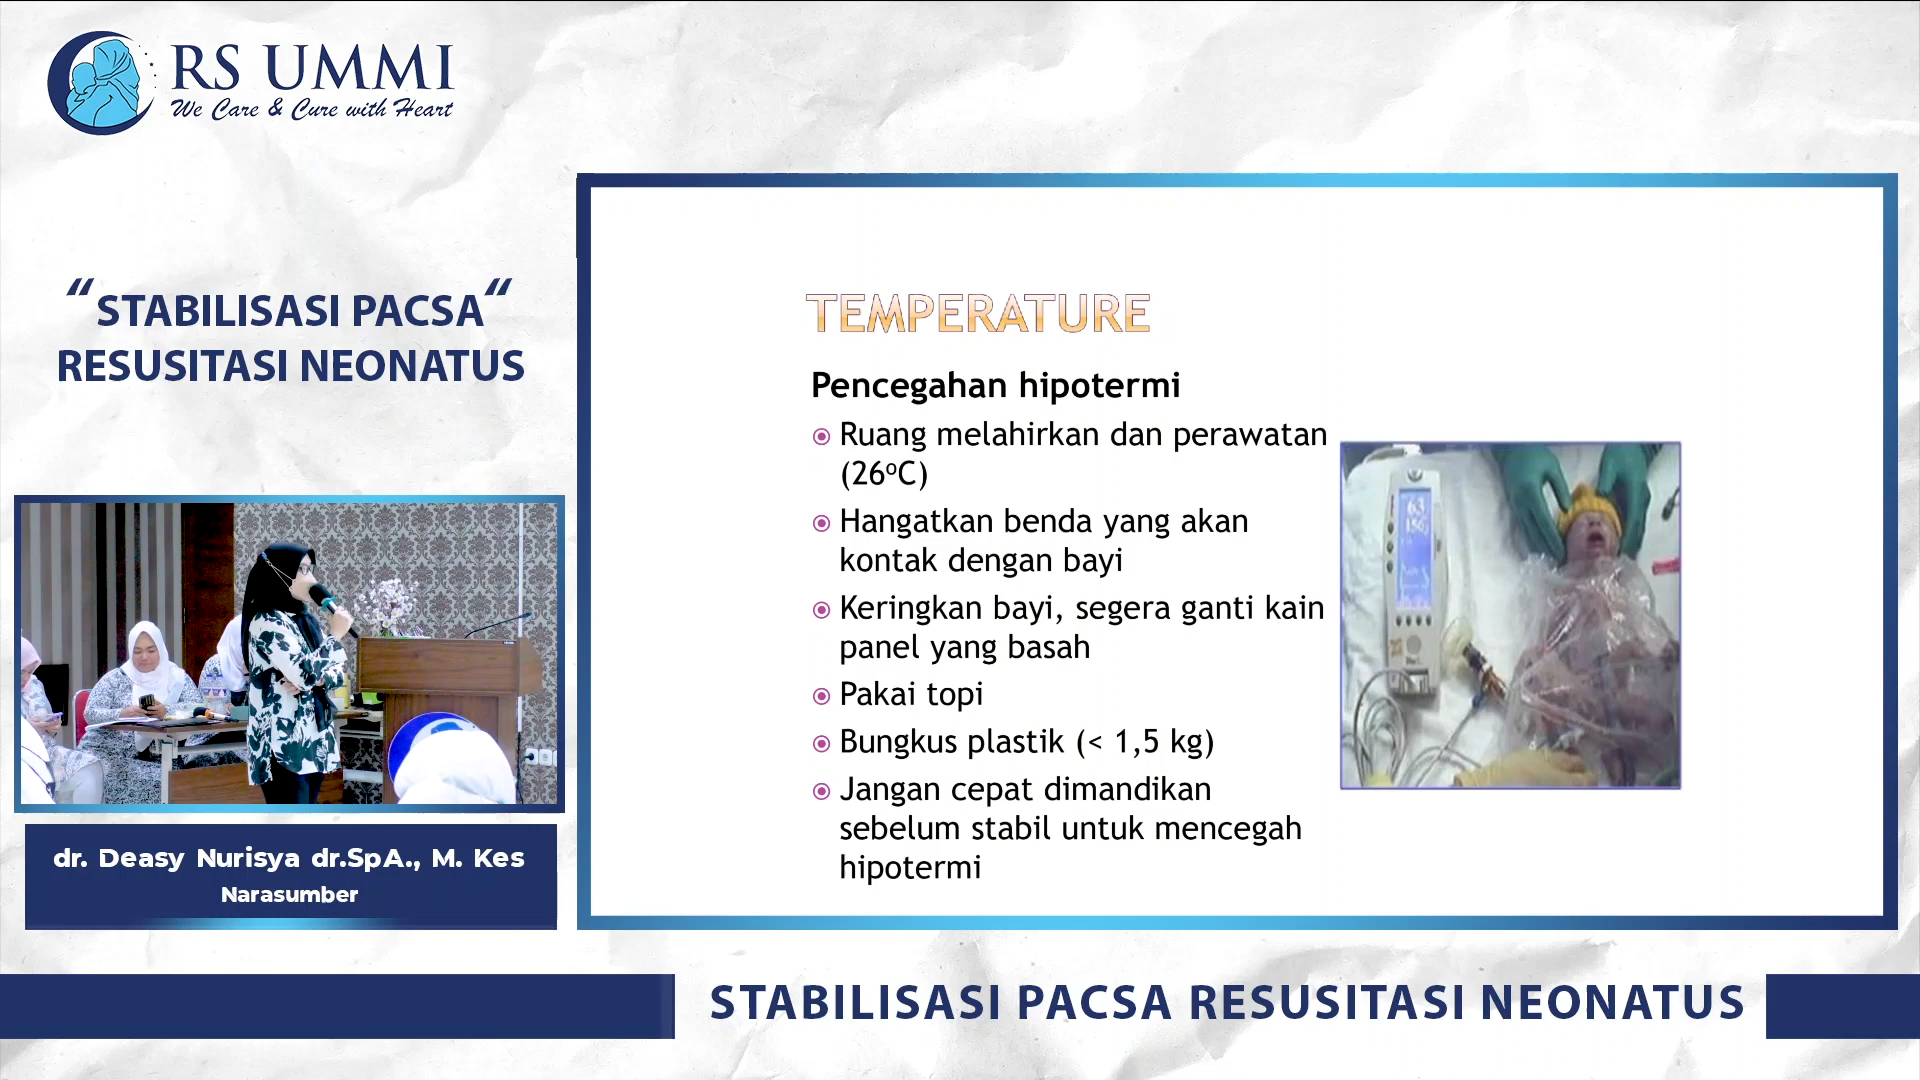 RS UMMI
We Care & Cure with Heart
“STABILISASI PACSA“
RESUSITASI NEONATUS
TEMPERATURE
Pencegahan hipotermi
Ruang melahirkan dan perawatan
(26ºC)
Hangatkan benda yang akan
kontak dengan bayi
Keringkan bayi, segera ganti kain
panel yang basah
Pakai topi
Bungkus plastik (< 1,5 kg)
Jangan cepat dimandikan
sebelum stabil untuk mencegah
hipotermi
63
156
dr. Deasy Nurisya dr.SpA., M. Kes
Narasumber
STABILISASI PACSA RESUSITASI NEONATUS